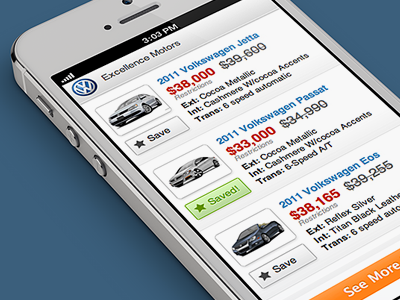 3:03 PM
Excellence Motors
2011 Volkswagen Jetta
$38,000 $39,600
Restrictions
Ext: Cocoa Metallic
Int: Cashmere W/cocoa Accents
Trans: 6 speed automatic
Save
2011 Volkswagen Passat
$33,000 $34,990
Restrictions
Ext: Cocoa Metallic
Int: Cashmere W/cocoa Accents
Trans: 6-Speed A/T
Saved!
2011 Volkswagen Eos
$38,165 $39,255
Restrictions
Ext: Reflex Silver
Int: Titan Black Leather
Trans: 6 speed
Save
See More